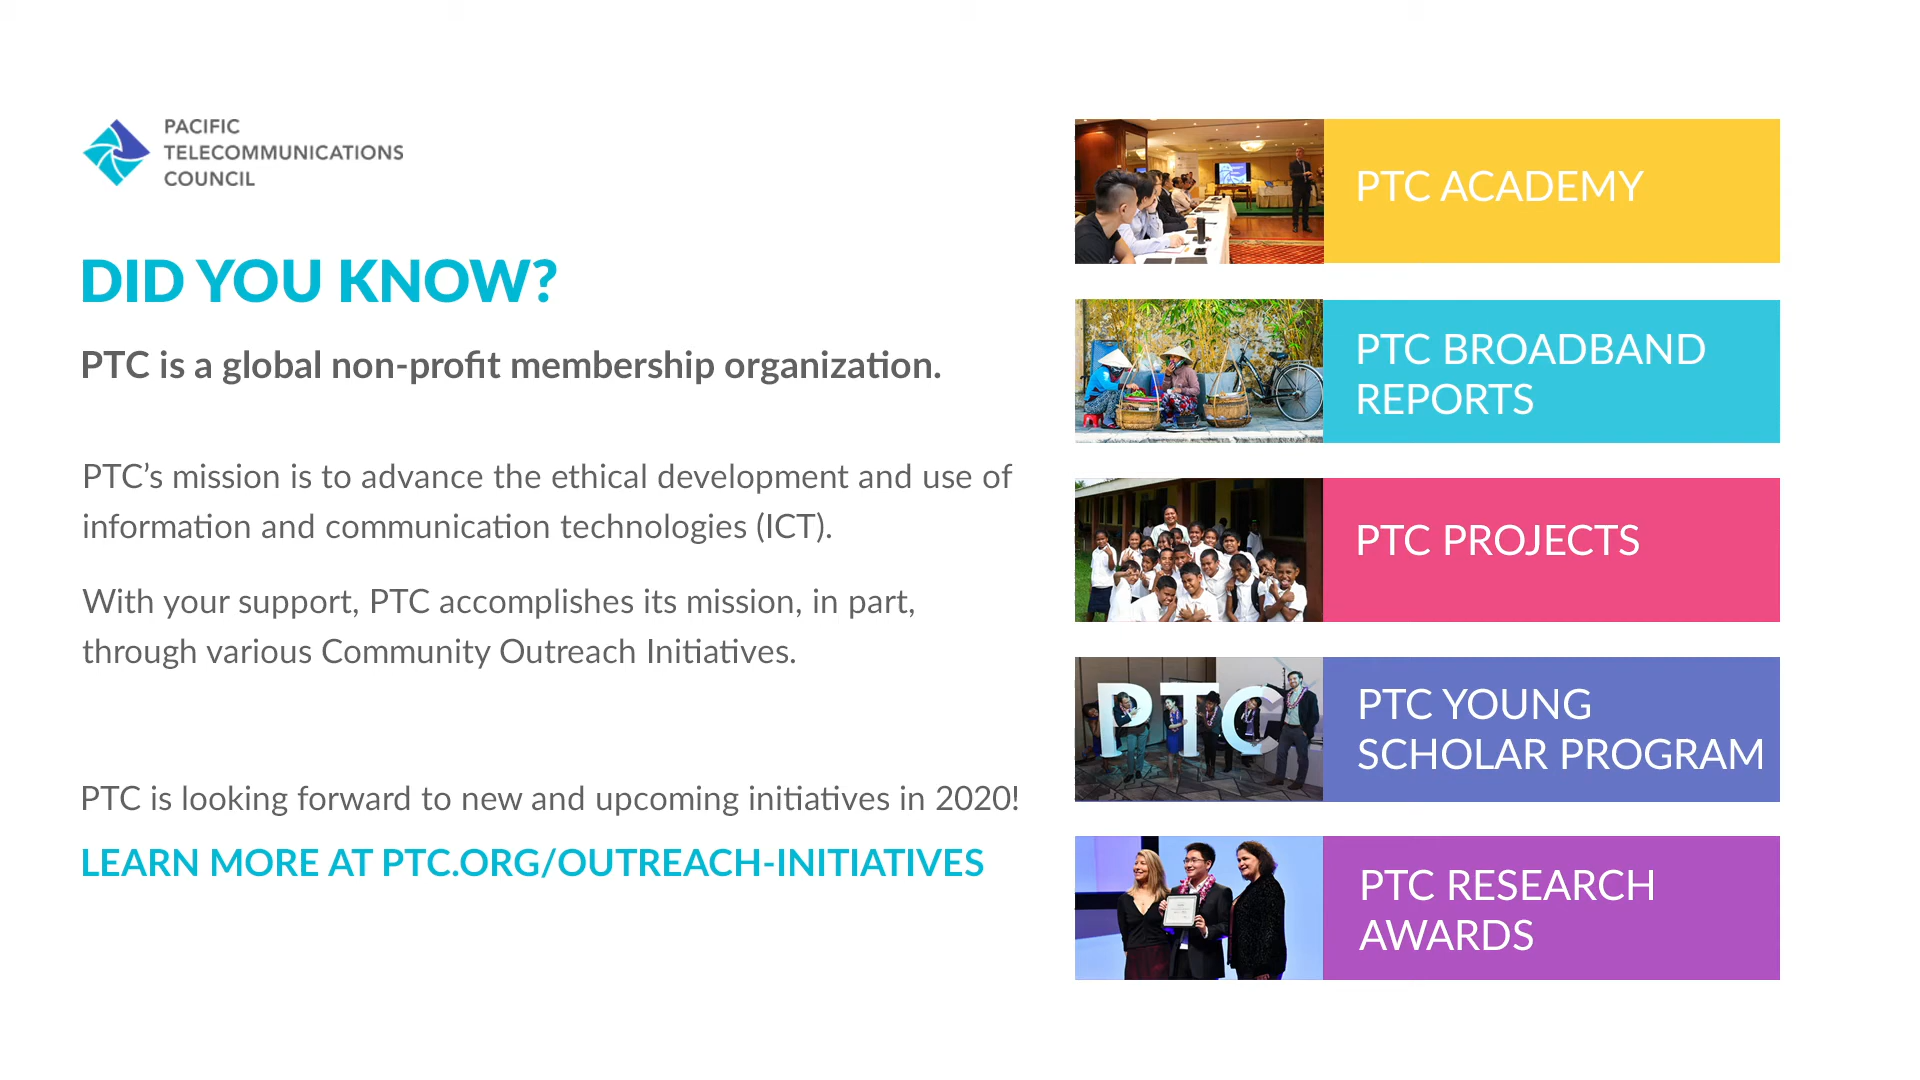 PACIFIC
TELECOMMUNICATIONS
COUNCIL
DID YOU KNOW?
PTC is a global non-profit membership organization.
PTC’s mission is to advance the ethical development and use of
information and communication technologies (ICT).
With your support, PTC accomplishes its mission, in part,
through various Community Outreach Initiatives.
PTC is looking forward to new and upcoming initiatives in 2020!
LEARN MORE AT PTC.ORG/OUTREACH-INITIATIVES
PTC ACADEMY
PTC BROADBAND
REPORTS
PTC PROJECTS
PTC
PTC YOUNG
SCHOLAR PROGRAM
PTC RESEARCH
AWARDS